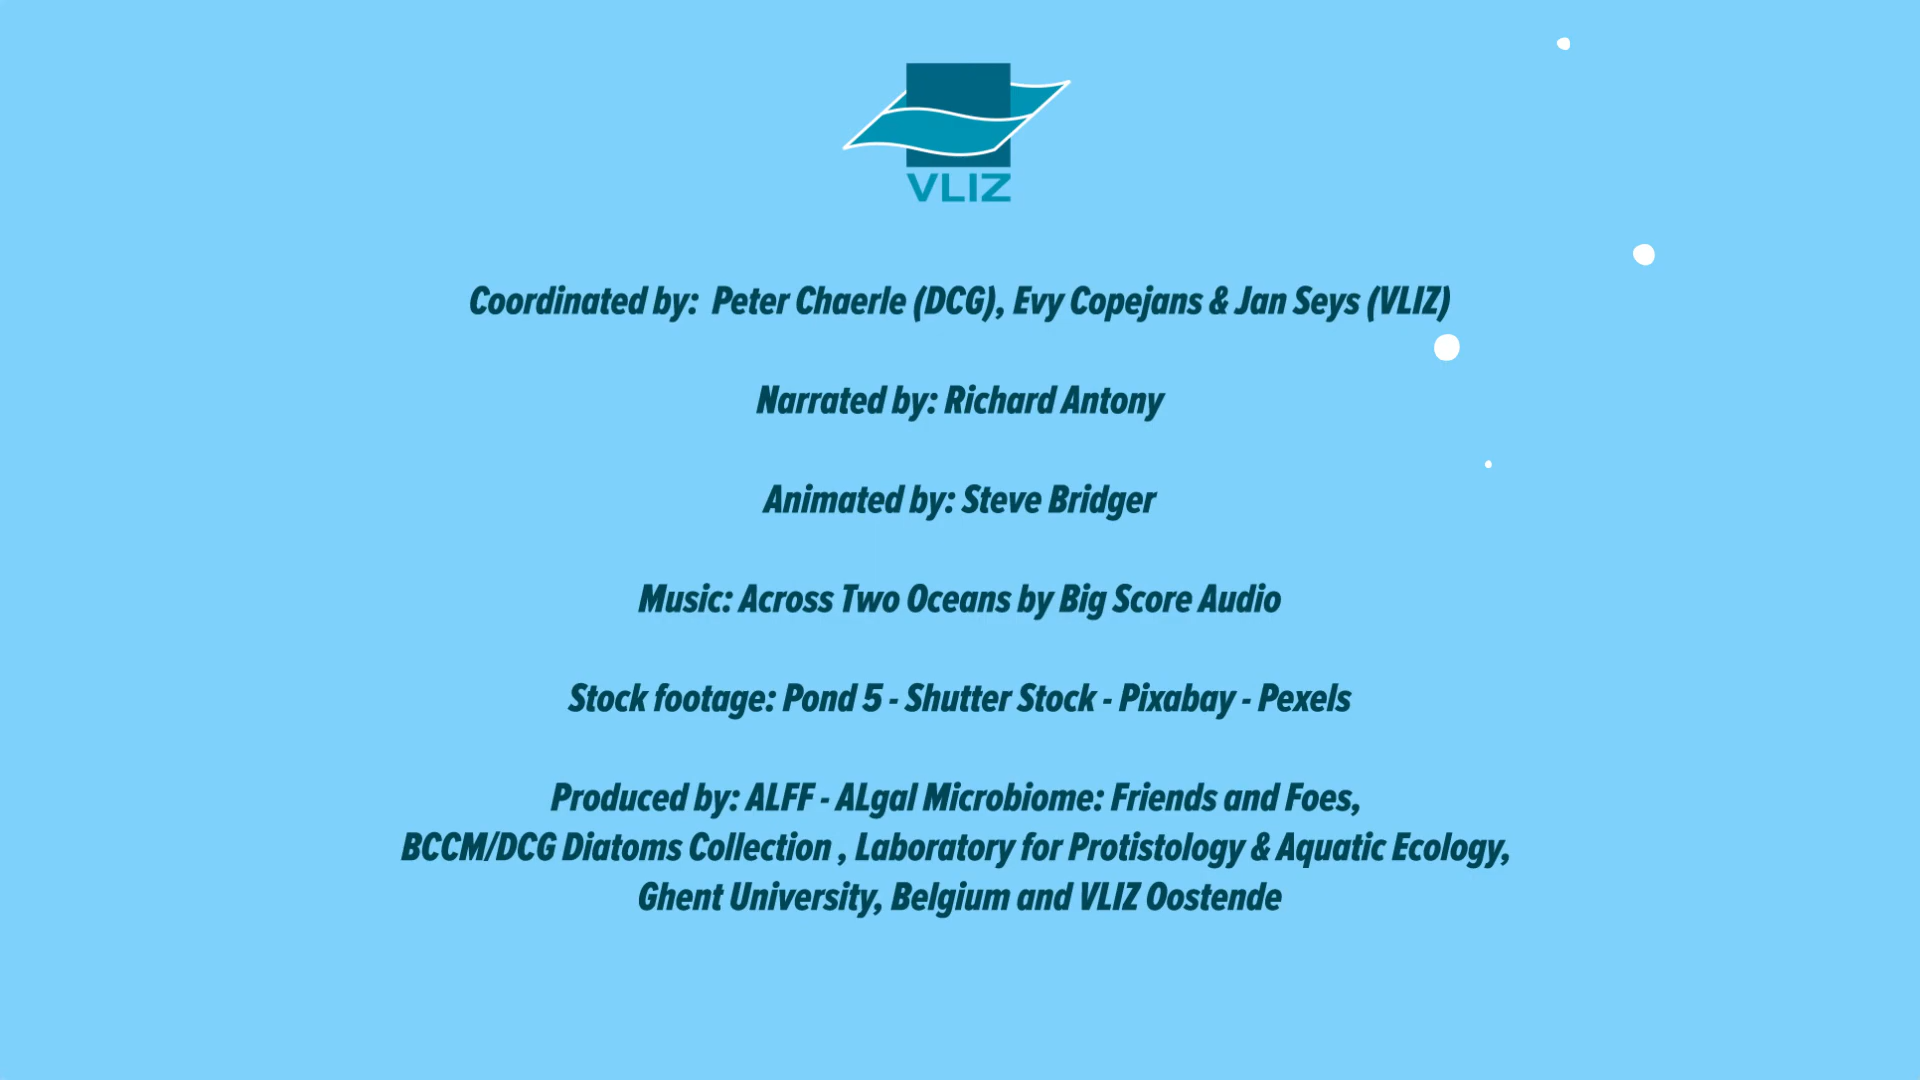 VLIZ
Coordinated by: Peter Chaerle (DCG), Evy Copejans & Jan Seys (VLIZ)
Narrated by: Richard Antony
Animated by: Steve Bridger
Music: Across Two Oceans by Big Score Audio
Stock footage: Pond 5 - Shutter Stock - Pixabay - Pexels
Produced by: ALFF - ALgal Microbiome: Friends and Foes,
BCCM/DCG Diatoms Collection , Laboratory for Protistology & Aquatic Ecology,
Ghent University, Belgium and VLIZ Oostende